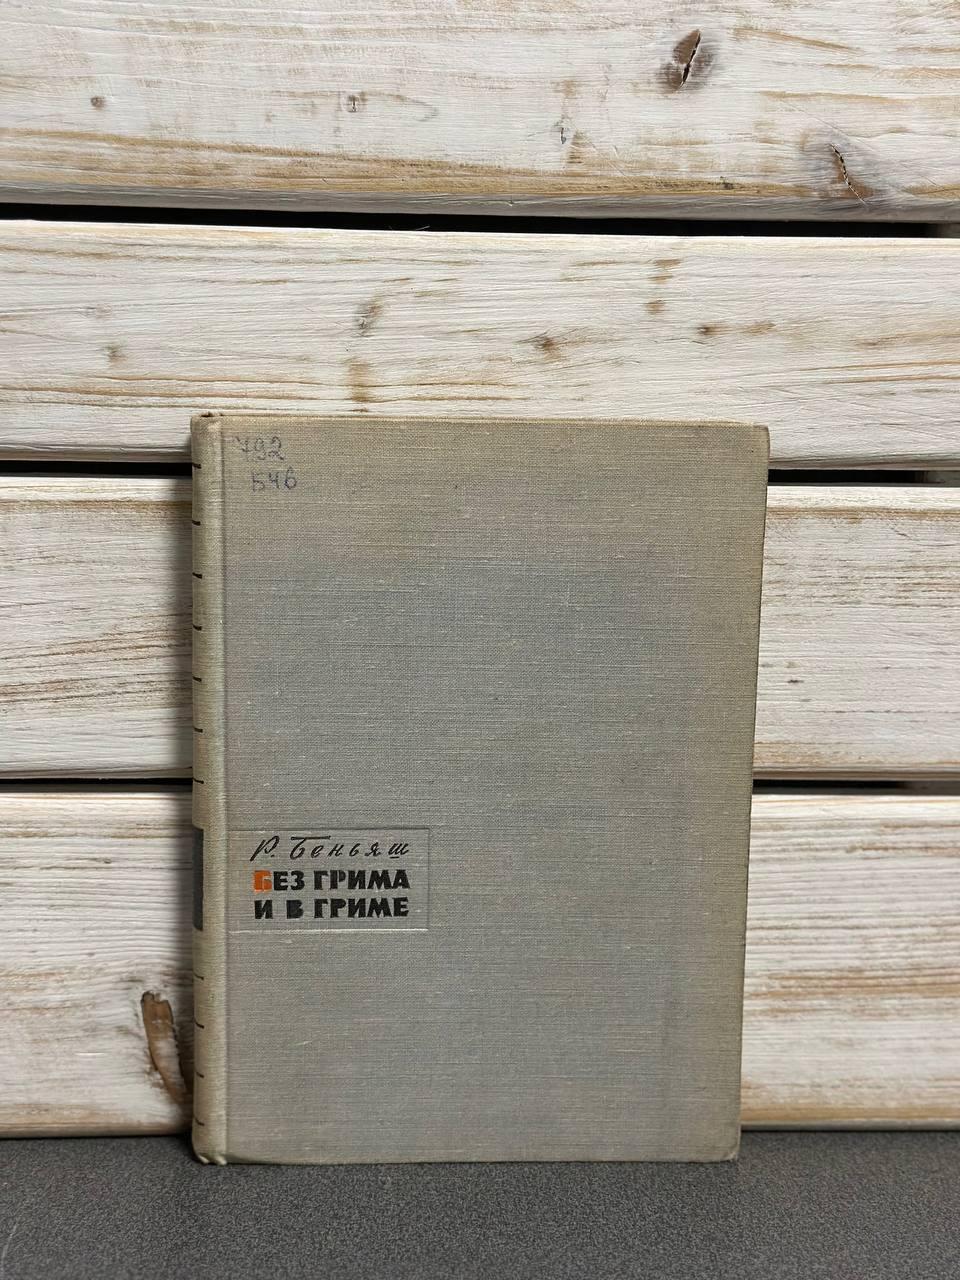 792
Б46
Р. Беньяш
БЕЗ ГРИМА
И В ГРИМЕ